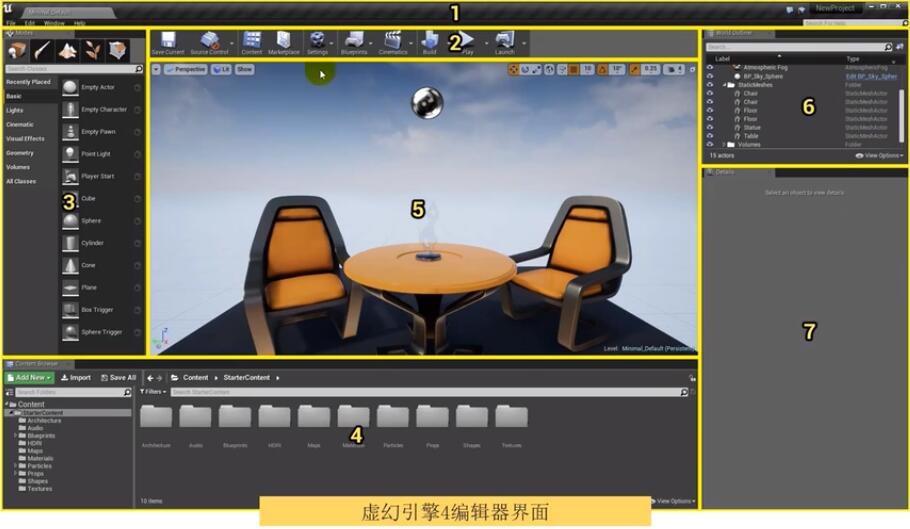 Minimal_Default
NewProject
1
File Edit Window Help
Search For Help
Modes
Search Classes
Recently Placed
Basic
Lights
Cinematic
Visual Effects
Geometry
Volumes
All Classes
Empty Actor
Empty Character
Empty Pawn
Point Light
Player Start
Cube
Sphere
Cylinder
Cone
Plane
Box Trigger
Sphere Trigger
3
Save Current
Source Control
Content
Marketplace
Settings
Blueprints
Cinematics
Build
Play
Launch
2
Perspective
Lit
Show
10
10°
0.25
4
5
Level: Minimal_Default (Persistent)
World Outliner
Search...
Label Type
Atmospheric Fog AtmosphericFog
BP_Sky_Sphere Edit BP_Sky_Spher
StaticMeshes Folder
Chair StaticMeshActor
Chair StaticMeshActor
Floor StaticMeshActor
Floor StaticMeshActor
Statue StaticMeshActor
Table StaticMeshActor
Volumes Folder
6
15 actors
View Options
Details
Select an object to view details.
7
Content Browser
Add New
Import
Save All
Content StarterContent
Search Folders
Filters
Search StarterContent
Content
StarterContent
Architecture
Audio
Blueprints
HDRI
Maps
Materials
Particles
Props
Shapes
Textures
Architecture
Audio
Blueprints
HDRI
Maps
Materials
Particles
Props
Shapes
Textures
4
10 items
View Options
虚幻引擎4编辑器界面